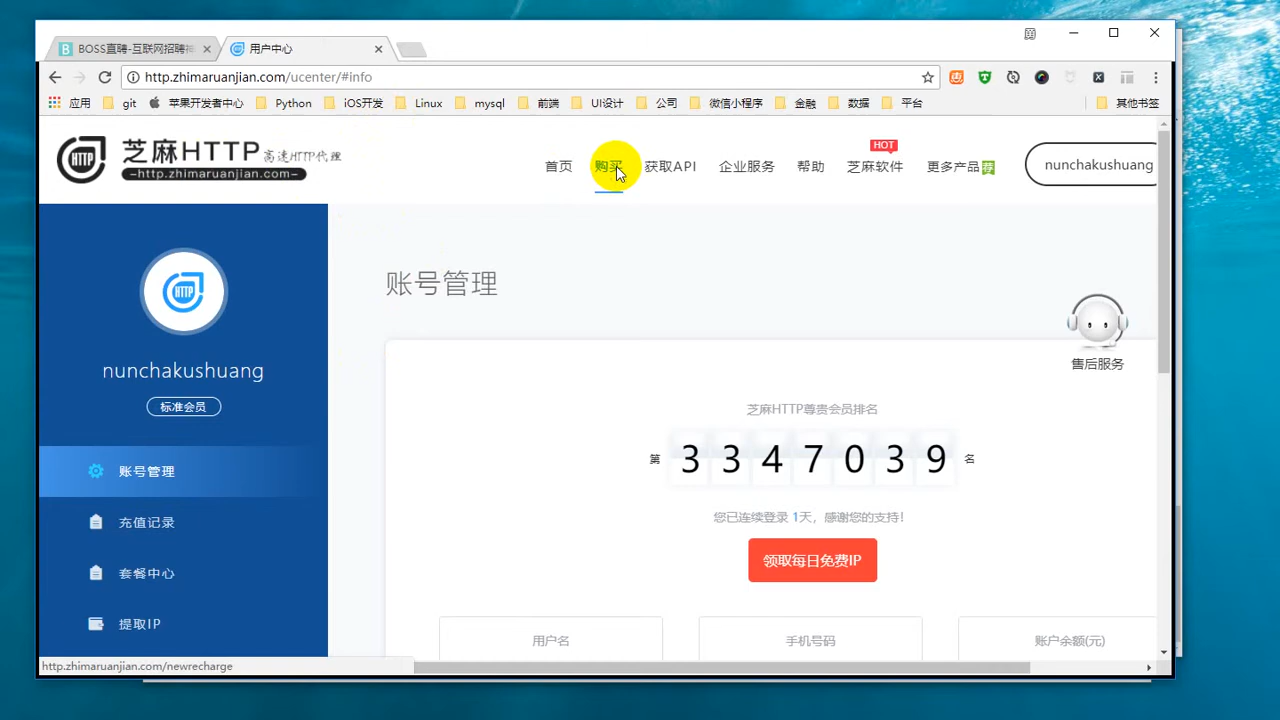 BOSS直聘-互联网招聘神
用户中心
http.zhimaruanjian.com/ucenter/#info
应用 git 苹果开发者中心 Python iOS开发 Linux mysql 前端 UI设计 公司 微信小程序 金融 数据 平台 其他书签
HTTP 芝麻HTTP 高速HTTP代理
-http.zhimaruanjian.com-
首页 购买 获取API 企业服务 帮助 芝麻软件 HOT 更多产品 荐 nunchakushuang
HTTP
nunchakushuang
标准会员
账号管理
充值记录
套餐中心
提取IP
账号管理
售后服务
芝麻HTTP尊贵会员排名
第 3 3 4 7 0 3 9 名
您已连续登录 1天，感谢您的支持！
领取每日免费IP
用户名 手机号码 账户余额(元)
http.zhimaruanjian.com/newrecharge